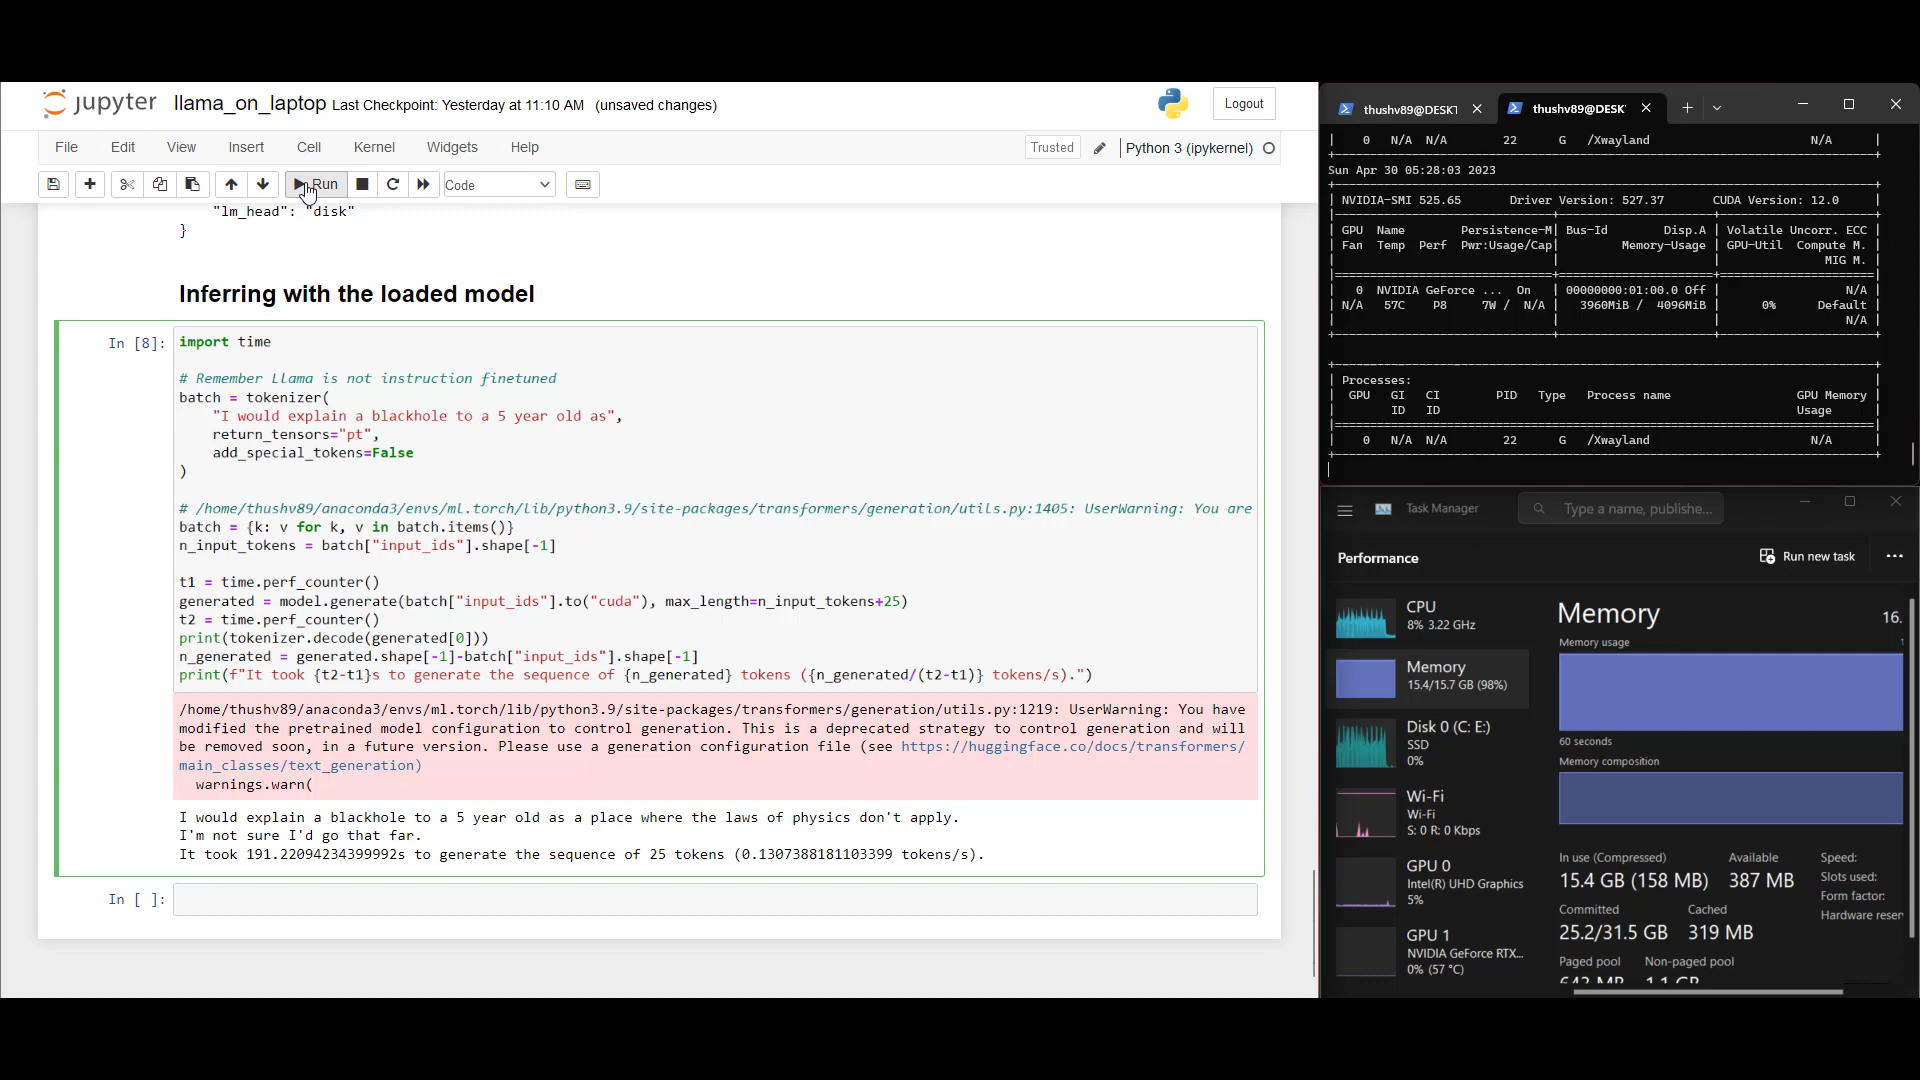 jupyter llama_on_laptop Last Checkpoint: Yesterday at 11:10 AM (unsaved changes)
Logout
File Edit View Insert Cell Kernel Widgets Help
Trusted
Python 3 (ipykernel)
Run
Code
"lm_head": "disk"
}
Inferring with the loaded model
In [8]:
import time
# Remember Llama is not instruction finetuned
batch = tokenizer(
"I would explain a blackhole to a 5 year old as",
return_tensors="pt",
add_special_tokens=False
)
# /home/thushv89/anaconda3/envs/ml.torch/lib/python3.9/site-packages/transformers/generation/utils.py:1405: UserWarning: You are
batch = {k: v for k, v in batch.items()}
n_input_tokens = batch["input_ids"].shape[-1]
t1 = time.perf_counter()
generated = model.generate(batch["input_ids"].to("cuda"), max_length=n_input_tokens+25)
t2 = time.perf_counter()
print(tokenizer.decode(generated[0]))
n_generated = generated.shape[-1]-batch["input_ids"].shape[-1]
print(f"It took {t2-t1}s to generate the sequence of {n_generated} tokens ({n_generated/(t2-t1)} tokens/s).")
/home/thushv89/anaconda3/envs/ml.torch/lib/python3.9/site-packages/transformers/generation/utils.py:1219: UserWarning: You have
modified the pretrained model configuration to control generation. This is a deprecated strategy to control generation and will
be removed soon, in a future version. Please use a generation configuration file (see https://huggingface.co/docs/transformers/
main_classes/text_generation)
warnings.warn(
I would explain a blackhole to a 5 year old as a place where the laws of physics don't apply.
I'm not sure I'd go that far.
It took 191.22094234399992s to generate the sequence of 25 tokens (0.1307388181103399 tokens/s).
In [ ]:
thushv89@DESKT
thushv89@DESK
| 0 N/A N/A 22 G /Xwayland N/A |
Sun Apr 30 05:28:03 2023
| NVIDIA-SMI 525.65 Driver Version: 527.37 CUDA Version: 12.0 |
| GPU Name Persistence-M| Bus-Id Disp.A | Volatile Uncorr. ECC |
| Fan Temp Perf Pwr:Usage/Cap| Memory-Usage | GPU-Util Compute M. |
| | | MIG M. |
| 0 NVIDIA GeForce ... On | 00000000:01:00.0 Off | N/A |
| N/A 57C P8 7W / N/A | 3960MiB / 4096MiB | 0% Default |
| | | N/A |
| Processes: |
| GPU GI CI PID Type Process name GPU Memory |
| ID ID Usage |
| 0 N/A N/A 22 G /Xwayland N/A |
Task Manager
Type a name, publishe...
Performance
Run new task
CPU
8% 3.22 GHz
Memory
15.4/15.7 GB (98%)
Disk 0 (C: E:)
SSD
0%
Wi-Fi
Wi-Fi
S: 0 R: 0 Kbps
GPU 0
Intel(R) UHD Graphics
5%
GPU 1
NVIDIA GeForce RTX...
0% (57 °C)
Memory 16.
Memory usage
60 seconds
Memory composition
In use (Compressed) Available Speed:
15.4 GB (158 MB) 387 MB Slots used:
Form factor:
Committed Cached Hardware reser
25.2/31.5 GB 319 MB
Paged pool Non-paged pool